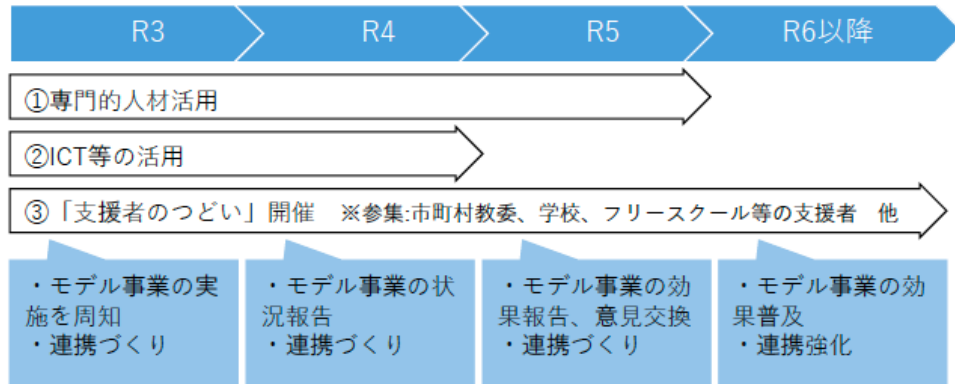 R3
R4
R5
R6以降
①専門的人材活用
②ICT等の活用
③「支援者のつどい」開催　※参集:市町村教委、学校、フリースクール等の支援者　他
・モデル事業の実
施を周知
・連携づくり
・モデル事業の状
況報告
・連携づくり
・モデル事業の効
果報告、意見交換
・連携づくり
・モデル事業の効
果普及
・連携強化